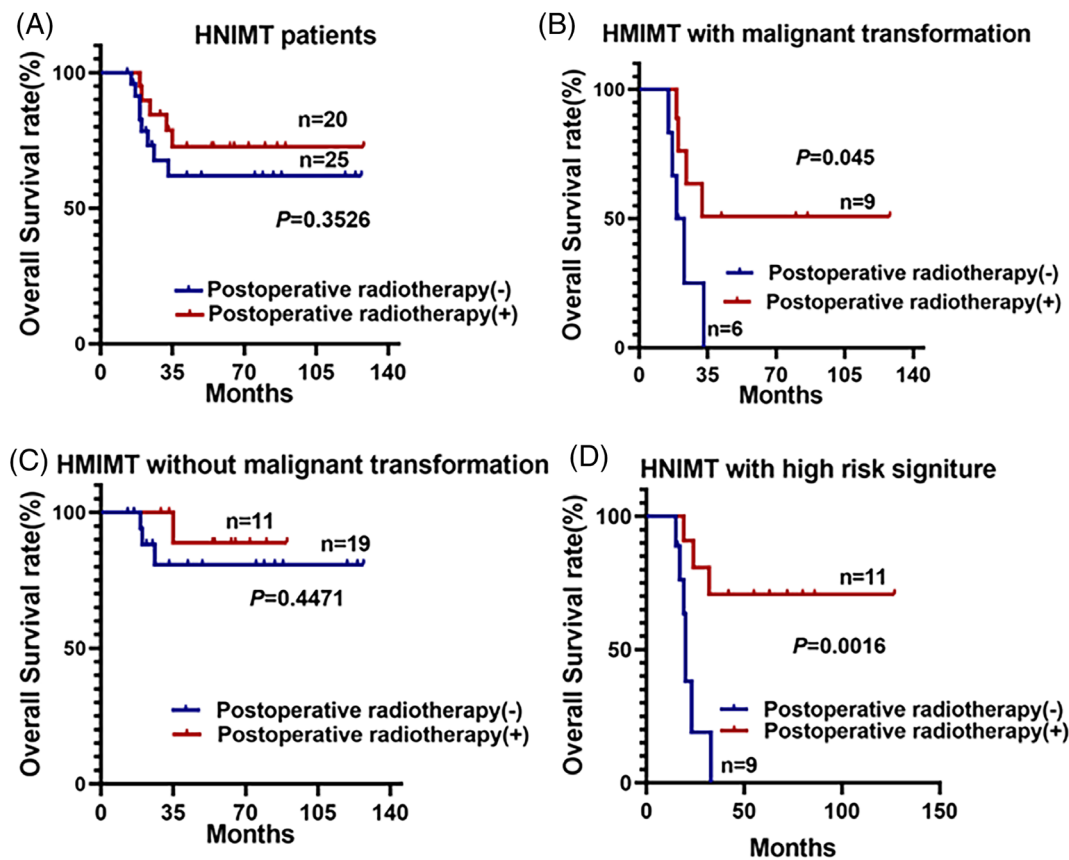 (A)
HNIMT patients
Overall Survival rate(%)
100
50
0
n=20
n=25
P=0.3526
Postoperative radiotherapy(-)
Postoperative radiotherapy(+)
0 35 70 105 140
Months
(B)
HMIMT with malignant transformation
Overall Survival rate(%)
100
50
0
P=0.045
n=9
Postoperative radiotherapy(-)
Postoperative radiotherapy(+)
n=6
0 35 70 105 140
Months
(C)
HMIMT without malignant transformation
Overall Survival rate(%)
100
50
0
n=11
n=19
P=0.4471
Postoperative radiotherapy(-)
Postoperative radiotherapy(+)
0 35 70 105 140
Months
(D)
HNIMT with high risk signiture
Overall Survival rate(%)
100
50
0
n=11
P=0.0016
Postoperative radiotherapy(-)
Postoperative radiotherapy(+)
n=9
0 50 100 150
Months